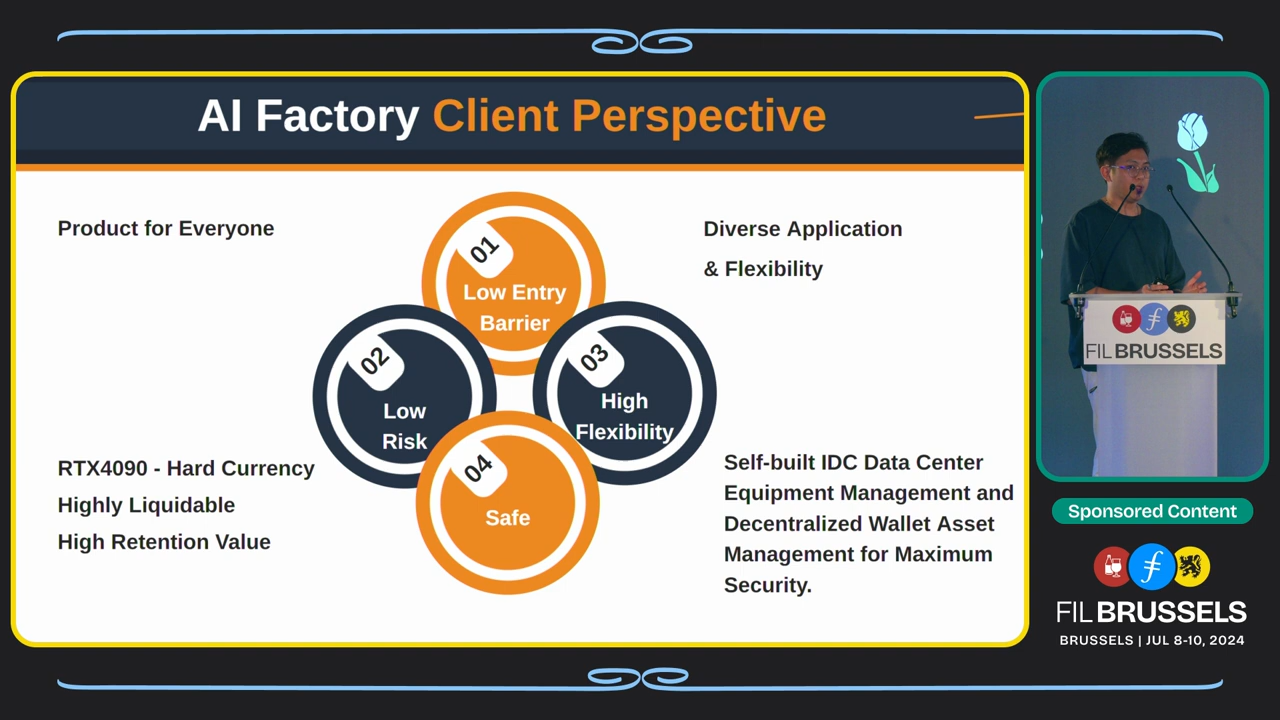 AI Factory Client Perspective
Product for Everyone
01
Low Entry
Barrier
Diverse Application
& Flexibility
02
Low
Risk
03
High
Flexibility
RTX4090 - Hard Currency
Highly Liquidable
High Retention Value
04
Safe
Self-built IDC Data Center
Equipment Management and
Decentralized Wallet Asset
Management for Maximum
Security.
FIL BRUSSELS
Sponsored Content
FIL BRUSSELS
BRUSSELS | JUL 8-10, 2024